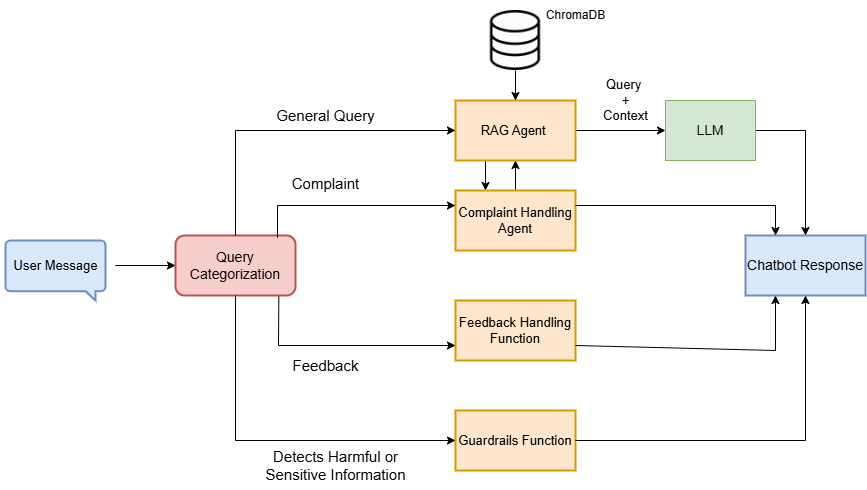 ChromaDB
Query
+
Context
General Query
RAG Agent
LLM
Complaint
Complaint Handling
Agent
User Message
Query
Categorization
Chatbot Response
Feedback Handling
Function
Feedback
Guardrails Function
Detects Harmful or
Sensitive Information